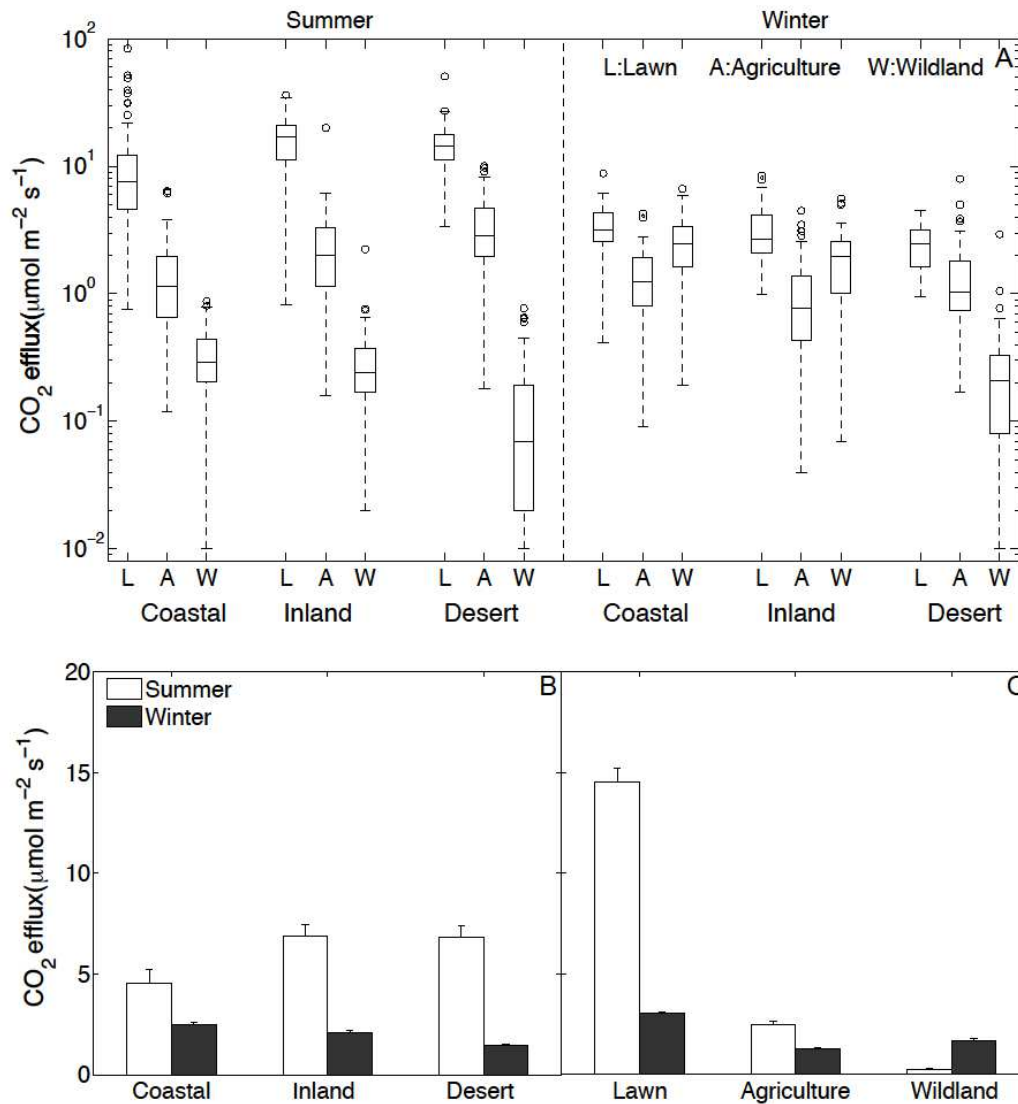 Summer Winter
L:Lawn A:Agriculture W:Wildland A
CO2 efflux(μmol m−2 s−1)
10^2
10^1
10^0
10^−1
10^−2
L A W L A W L A W L A W L A W L A W
Coastal Inland Desert Coastal Inland Desert
B C
Summer
Winter
CO2 efflux(μmol m−2 s−1)
20
15
10
5
0
Coastal Inland Desert Lawn Agriculture Wildland